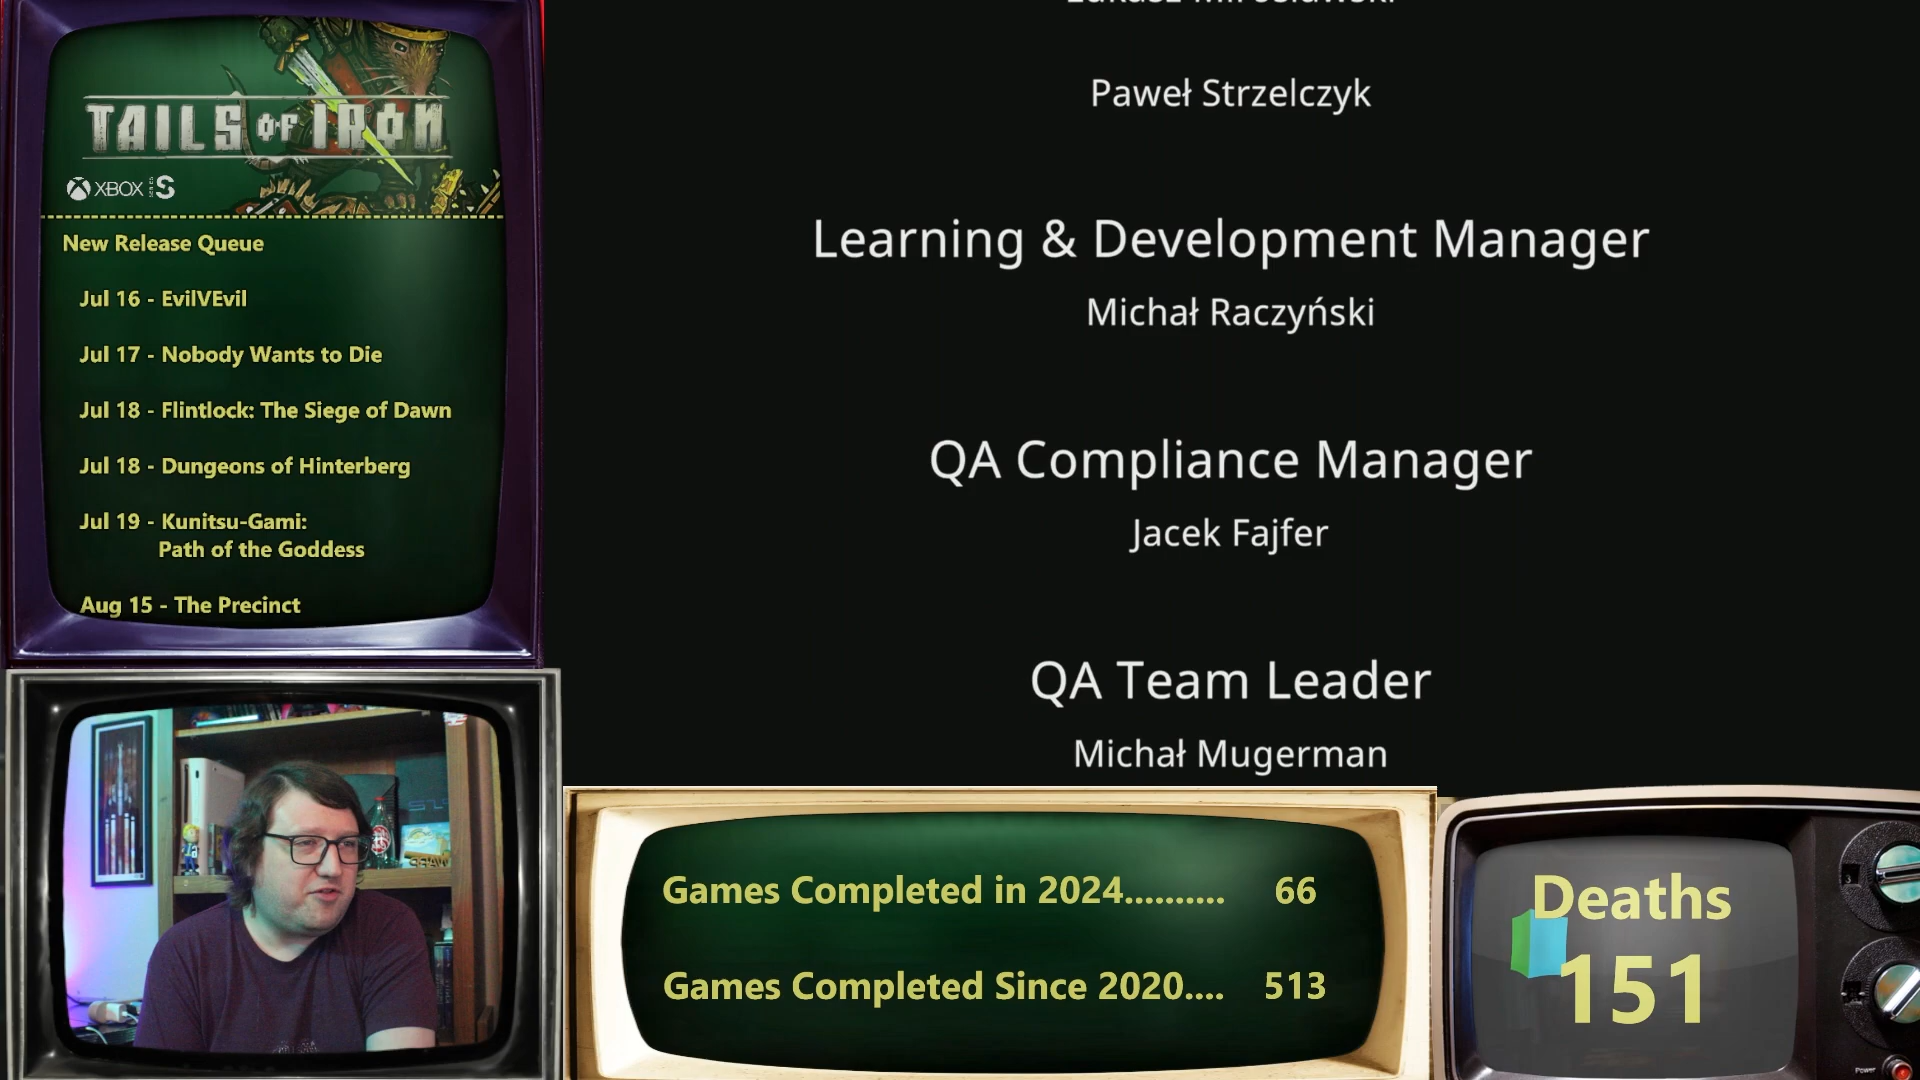 TAILS OF IRON
XBOX SERIES S
New Release Queue
Jul 16 - EvilVEvil
Jul 17 - Nobody Wants to Die
Jul 18 - Flintlock: The Siege of Dawn
Jul 18 - Dungeons of Hinterberg
Jul 19 - Kunitsu-Gami:
Path of the Goddess
Aug 15 - The Precinct
Paweł Strzelczyk
Learning & Development Manager
Michał Raczyński
QA Compliance Manager
Jacek Fajfer
QA Team Leader
Michał Mugerman
Games Completed in 2024.......... 66
Games Completed Since 2020.... 513
Deaths
151
3
Power